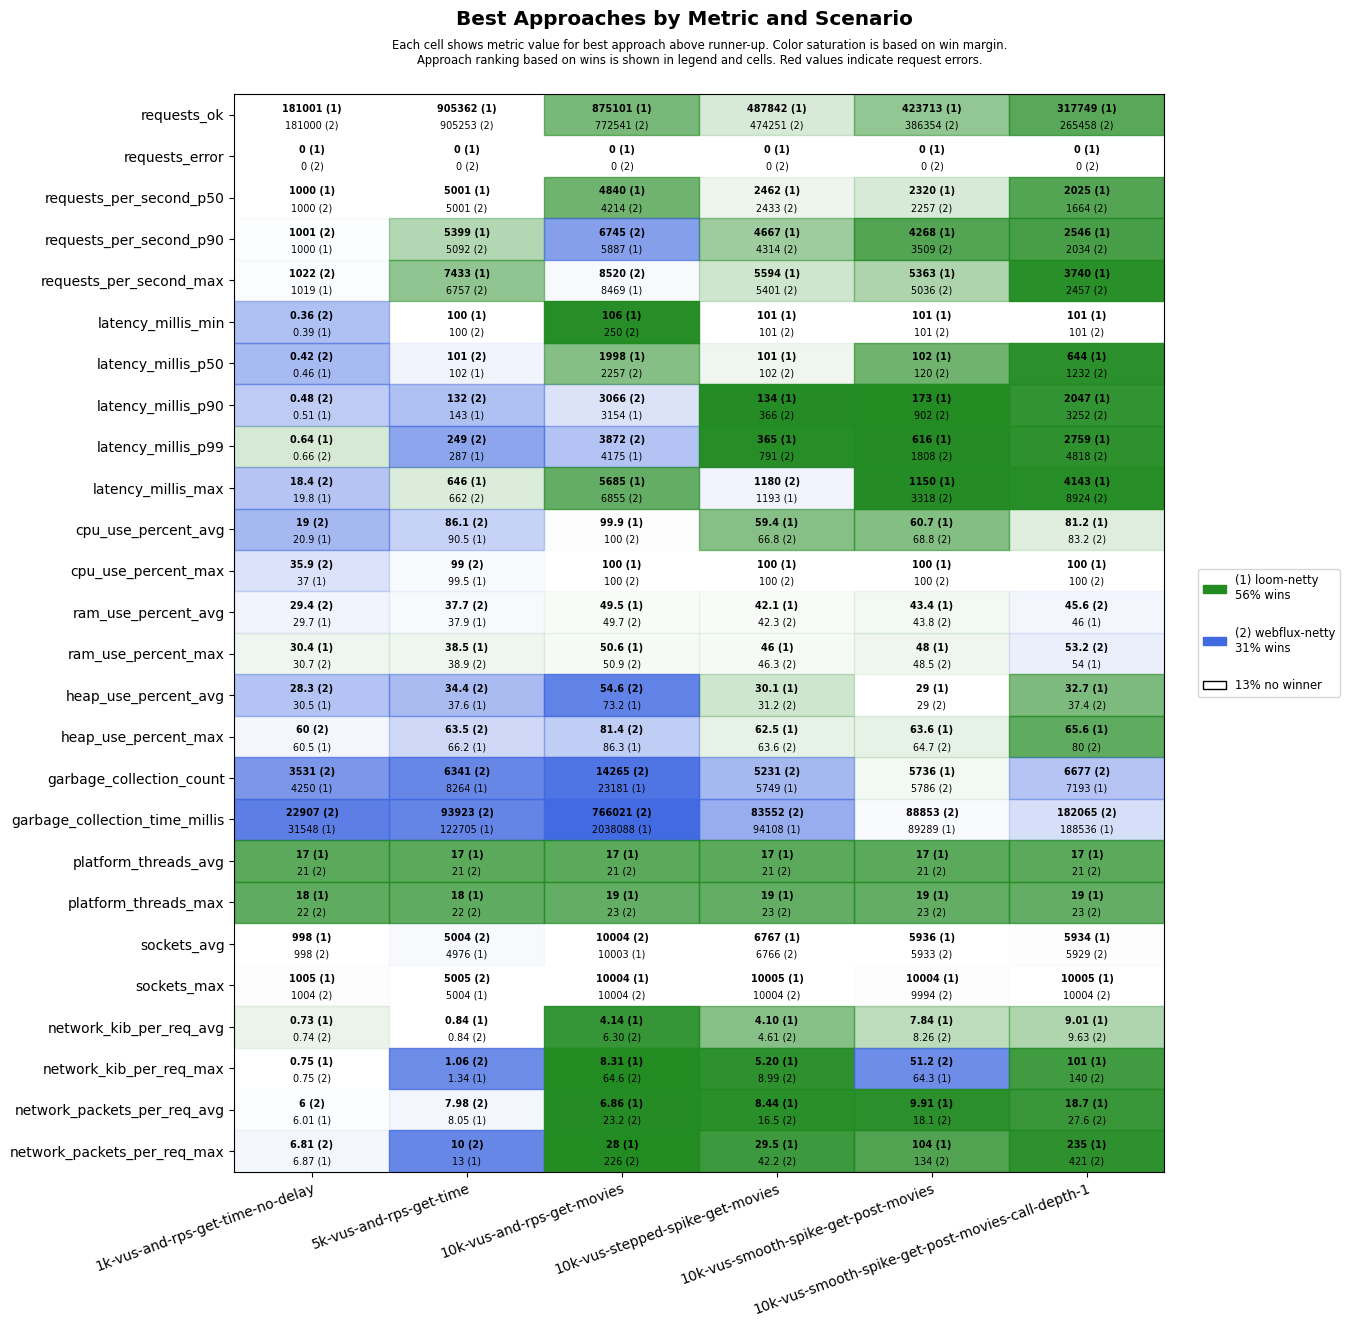 Best Approaches by Metric and Scenario
Each cell shows metric value for best approach above runner-up. Color saturation is based on win margin.
Approach ranking based on wins is shown in legend and cells. Red values indicate request errors.
requests_ok
181001 (1) 905362 (1) 875101 (1) 487842 (1) 423713 (1) 317749 (1)
181000 (2) 905253 (2) 772541 (2) 474251 (2) 386354 (2) 265458 (2)
requests_error
0 (1) 0 (1) 0 (1) 0 (1) 0 (1) 0 (1)
0 (2) 0 (2) 0 (2) 0 (2) 0 (2) 0 (2)
requests_per_second_p50
1000 (1) 5001 (1) 4840 (1) 2462 (1) 2320 (1) 2025 (1)
1000 (2) 5001 (2) 4214 (2) 2433 (2) 2257 (2) 1664 (2)
requests_per_second_p90
1001 (2) 5399 (1) 6745 (2) 4667 (1) 4268 (1) 2546 (1)
1000 (1) 5092 (2) 5887 (1) 4314 (2) 3509 (2) 2034 (2)
requests_per_second_max
1022 (2) 7433 (1) 8520 (2) 5594 (1) 5363 (1) 3740 (1)
1019 (1) 6757 (2) 8469 (1) 5401 (2) 5036 (2) 2457 (2)
latency_millis_min
0.36 (2) 100 (1) 106 (1) 101 (1) 101 (1) 101 (1)
0.39 (1) 100 (2) 250 (2) 101 (2) 101 (2) 101 (2)
latency_millis_p50
0.42 (2) 101 (2) 1998 (1) 101 (1) 102 (1) 644 (1)
0.46 (1) 102 (1) 2257 (2) 102 (2) 120 (2) 1232 (2)
latency_millis_p90
0.48 (2) 132 (2) 3066 (2) 134 (1) 173 (1) 2047 (1)
0.51 (1) 143 (1) 3154 (1) 366 (2) 902 (2) 3252 (2)
latency_millis_p99
0.64 (1) 249 (2) 3872 (2) 365 (1) 616 (1) 2759 (1)
0.66 (2) 287 (1) 4175 (1) 791 (2) 1808 (2) 4818 (2)
latency_millis_max
18.4 (2) 646 (1) 5685 (1) 1180 (2) 1150 (1) 4143 (1)
19.8 (1) 662 (2) 6855 (2) 1193 (1) 3318 (2) 8924 (2)
cpu_use_percent_avg
19 (2) 86.1 (2) 99.9 (1) 59.4 (1) 60.7 (1) 81.2 (1)
20.9 (1) 90.5 (1) 100 (2) 66.8 (2) 68.8 (2) 83.2 (2)
cpu_use_percent_max
35.9 (2) 99 (2) 100 (1) 100 (1) 100 (1) 100 (1)
37 (1) 99.5 (1) 100 (2) 100 (2) 100 (2) 100 (2)
ram_use_percent_avg
29.4 (2) 37.7 (2) 49.5 (1) 42.1 (1) 43.4 (1) 45.6 (2)
29.7 (1) 37.9 (1) 49.7 (2) 42.3 (2) 43.8 (2) 46 (1)
ram_use_percent_max
30.4 (1) 38.5 (1) 50.6 (1) 46 (1) 48 (1) 53.2 (2)
30.7 (2) 38.9 (2) 50.9 (2) 46.3 (2) 48.5 (2) 54 (1)
heap_use_percent_avg
28.3 (2) 34.4 (2) 54.6 (2) 30.1 (1) 29 (1) 32.7 (1)
30.5 (1) 37.6 (1) 73.2 (1) 31.2 (2) 29 (2) 37.4 (2)
heap_use_percent_max
60 (2) 63.5 (2) 81.4 (2) 62.5 (1) 63.6 (1) 65.6 (1)
60.5 (1) 66.2 (1) 86.3 (1) 63.6 (2) 64.7 (2) 80 (2)
garbage_collection_count
3531 (2) 6341 (2) 14265 (2) 5231 (2) 5736 (1) 6677 (2)
4250 (1) 8264 (1) 23181 (1) 5749 (1) 5786 (2) 7193 (1)
garbage_collection_time_millis
22907 (2) 93923 (2) 766021 (2) 83552 (2) 88853 (2) 182065 (2)
31548 (1) 122705 (1) 2038088 (1) 94108 (1) 89289 (1) 188536 (1)
platform_threads_avg
17 (1) 17 (1) 17 (1) 17 (1) 17 (1) 17 (1)
21 (2) 21 (2) 21 (2) 21 (2) 21 (2) 21 (2)
platform_threads_max
18 (1) 18 (1) 19 (1) 19 (1) 19 (1) 19 (1)
22 (2) 22 (2) 23 (2) 23 (2) 23 (2) 23 (2)
sockets_avg
998 (1) 5004 (2) 10004 (2) 6767 (1) 5936 (1) 5934 (1)
998 (2) 4976 (1) 10003 (1) 6766 (2) 5933 (2) 5929 (2)
sockets_max
1005 (1) 5005 (2) 10004 (1) 10005 (1) 10004 (1) 10005 (1)
1004 (2) 5004 (1) 10004 (2) 10004 (2) 9994 (2) 10004 (2)
network_kib_per_req_avg
0.73 (1) 0.84 (1) 4.14 (1) 4.10 (1) 7.84 (1) 9.01 (1)
0.74 (2) 0.84 (2) 6.30 (2) 4.61 (2) 8.26 (2) 9.63 (2)
network_kib_per_req_max
0.75 (1) 1.06 (2) 8.31 (1) 5.20 (1) 51.2 (2) 101 (1)
0.75 (2) 1.34 (1) 64.6 (2) 8.99 (2) 64.3 (1) 140 (2)
network_packets_per_req_avg
6 (2) 7.98 (2) 6.86 (1) 8.44 (1) 9.91 (1) 18.7 (1)
6.01 (1) 8.05 (1) 23.2 (2) 16.5 (2) 18.1 (2) 27.6 (2)
network_packets_per_req_max
6.81 (2) 10 (2) 28 (1) 29.5 (1) 104 (1) 235 (1)
6.87 (1) 13 (1) 226 (2) 42.2 (2) 134 (2) 421 (2)
1k-vus-and-rps-get-time-no-delay
5k-vus-and-rps-get-time
10k-vus-and-rps-get-movies
10k-vus-stepped-spike-get-movies
10k-vus-smooth-spike-get-post-movies
10k-vus-smooth-spike-get-post-movies-call-depth-1
(1) loom-netty
56% wins
(2) webflux-netty
31% wins
13% no winner